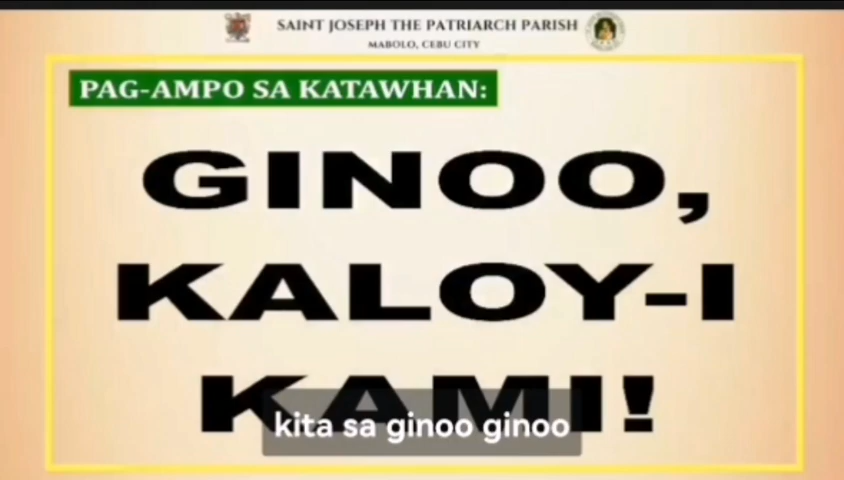 SAINT JOSEPH THE PATRIARCH PARISH
MABOLO, CEBU CITY
PAG-AMPO SA KATAWHAN:
GINOO,
KALOY-I
KAMI!
kita sa ginoo ginoo